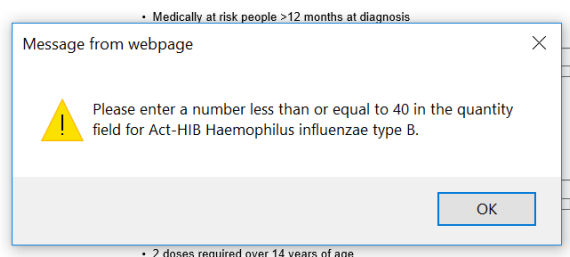 • Medically at risk people >12 months at diagnosis
Message from webpage
Please enter a number less than or equal to 40 in the quantity
field for Act-HIB Haemophilus influenzae type B.
OK
• 2 doses required over 14 years of age